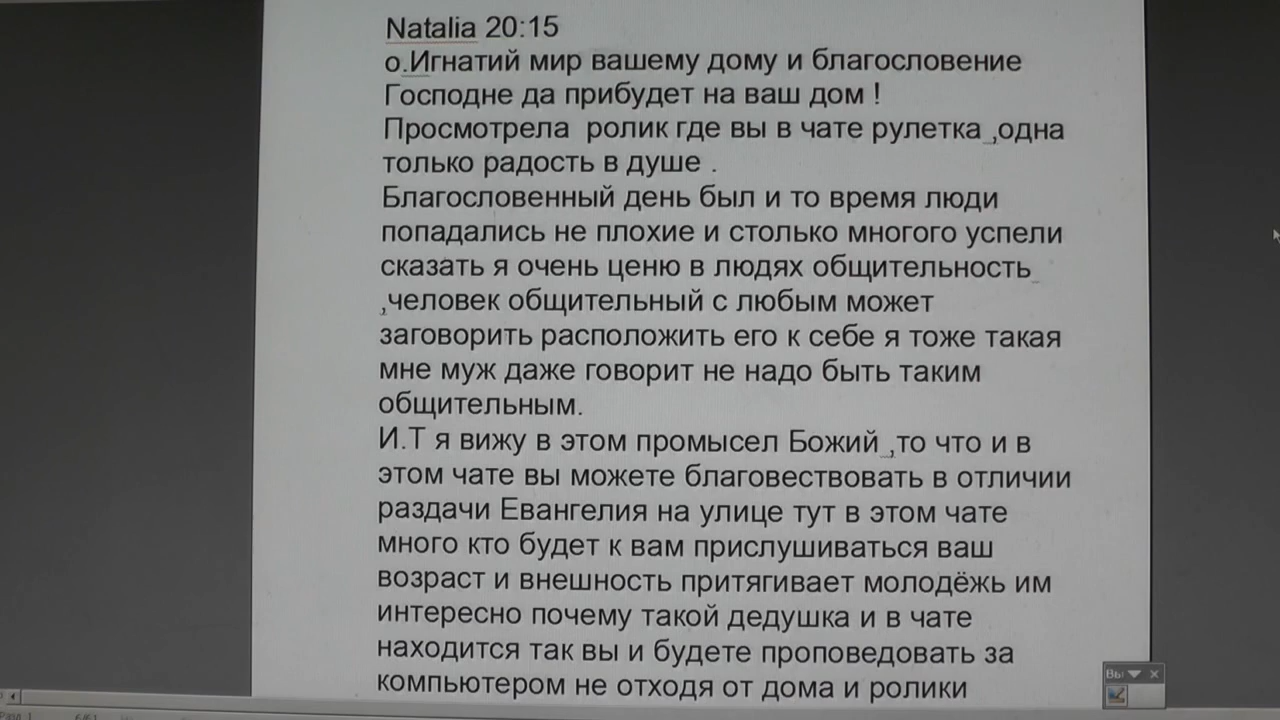 Natalia 20:15
о.Игнатий мир вашему дому и благословение
Господне да прибудет на ваш дом !
Просмотрела  ролик где вы в чате рулетка ,одна
только радость в душе .
Благословенный день был и то время люди
попадались не плохие и столько многого успели
сказать я очень ценю в людях общительность
,человек общительный с любым может
заговорить расположить его к себе я тоже такая
мне муж даже говорит не надо быть таким
общительным.
И.Т я вижу в этом промысел Божий ,то что и в
этом чате вы можете благовествовать в отличии
раздачи Евангелия на улице тут в этом чате
много кто будет к вам прислушиваться ваш
возраст и внешность притягивает молодёжь им
интересно почему такой дедушка и в чате
находится так вы и будете проповедовать за
компьютером не отходя от дома и ролики
Вы